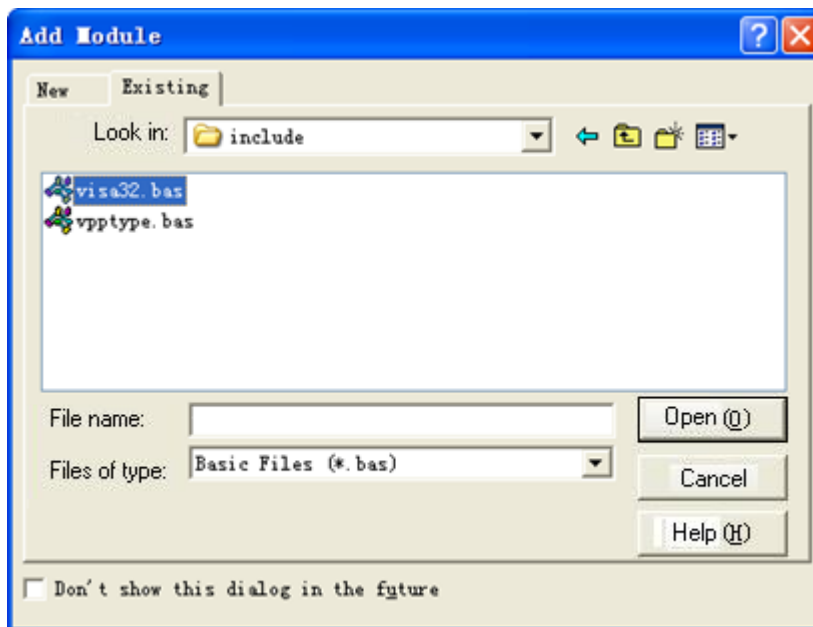 Add Module
New Existing
Look in: include
visa32.bas
vpptype.bas
File name:
Open (O)
Files of type: Basic Files (*.bas)
Cancel
Help (H)
Don't show this dialog in the future